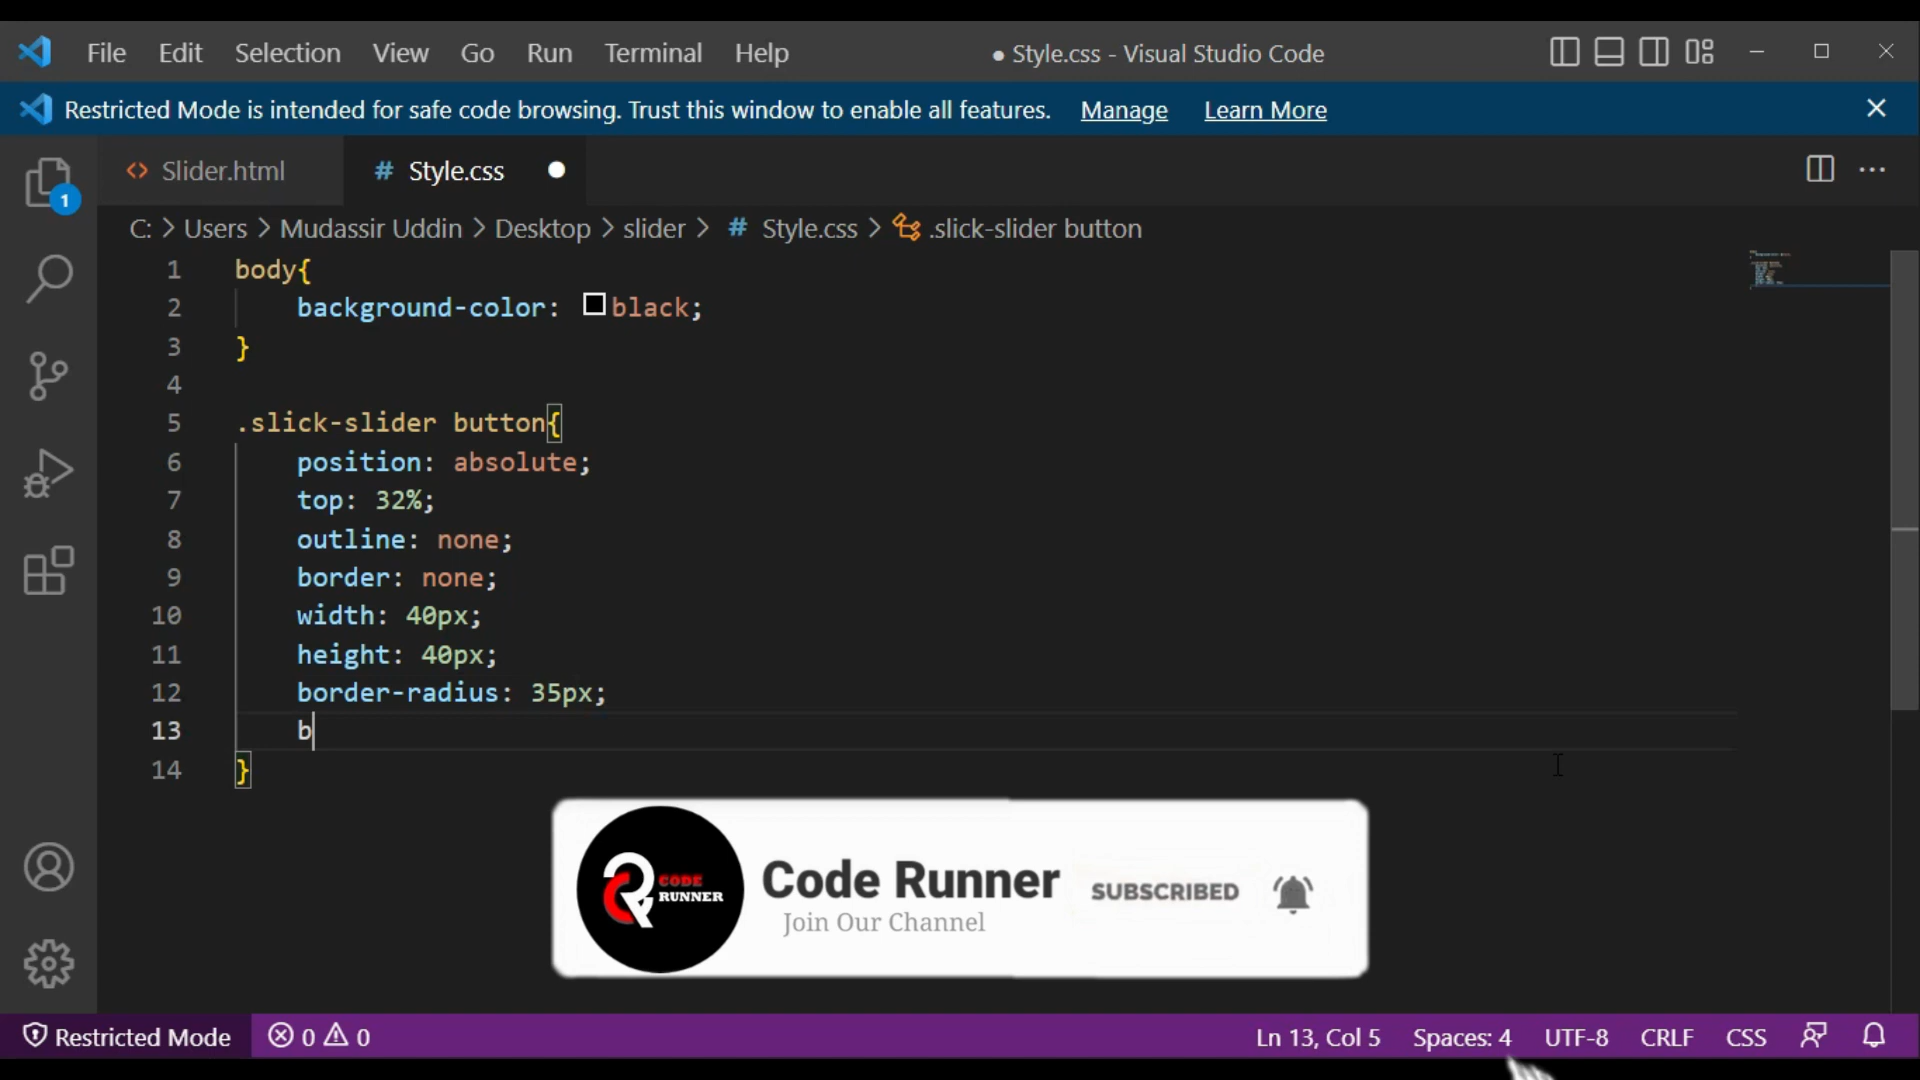 File Edit Selection View Go Run Terminal Help ● Style.css - Visual Studio Code
Restricted Mode is intended for safe code browsing. Trust this window to enable all features. Manage Learn More
<> Slider.html # Style.css ●
1
C: > Users > Mudassir Uddin > Desktop > slider > # Style.css > .slick-slider button
1 body{
2 background-color: black;
3 }
4
5 .slick-slider button{
6 position: absolute;
7 top: 32%;
8 outline: none;
9 border: none;
10 width: 40px;
11 height: 40px;
12 border-radius: 35px;
13 b
14 }
CODE
RUNNER
Code Runner
Join Our Channel
SUBSCRIBED
Restricted Mode 0 0 Ln 13, Col 5 Spaces: 4 UTF-8 CRLF CSS